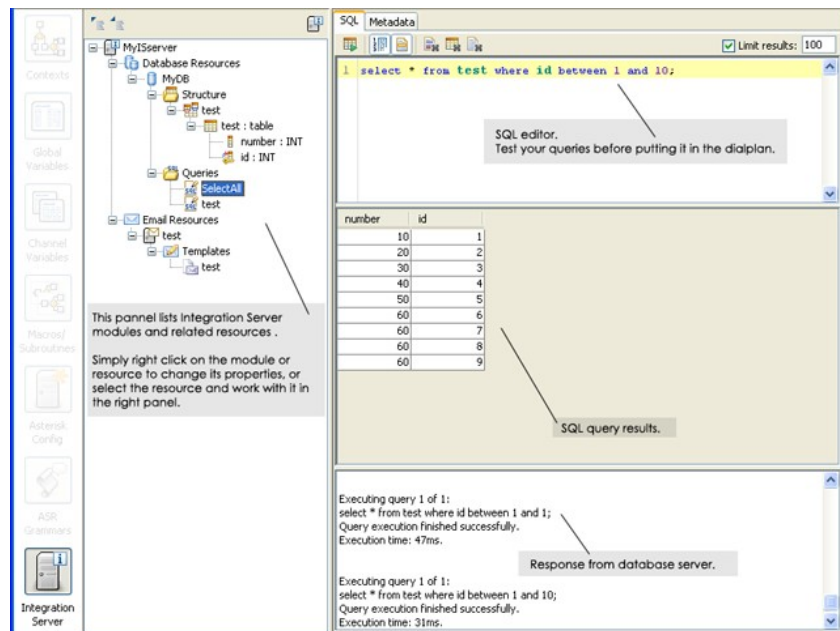 Contexts
Global
Variables
Channel
Variables
Macros/
Subroutines
Asterisk
Config
ASR
Grammars
Integration
Server
MyISserver
Database Resources
MyDB
Structure
test
test : table
number : INT
id : INT
Queries
SelectAll
test
Email Resources
test
Templates
test
This pannel lists Integration Server
modules and related resources .
Simply right click on the module or
resource to change its properties, or
select the resource and work with it in
the right panel.
SQL Metadata
Limit results: 100
1 select * from test where id between 1 and 10;
SQL editor.
Test your queries before putting it in the dialplan.
number id
10 1
20 2
30 3
40 4
50 5
60 6
60 7
60 8
60 9
SQL query results.
Executing query 1 of 1:
select * from test where id between 1 and 1;
Query execution finished successfully.
Execution time: 47ms.
Response from database server.
Executing query 1 of 1:
select * from test where id between 1 and 10;
Query execution finished successfully.
Execution time: 31ms.